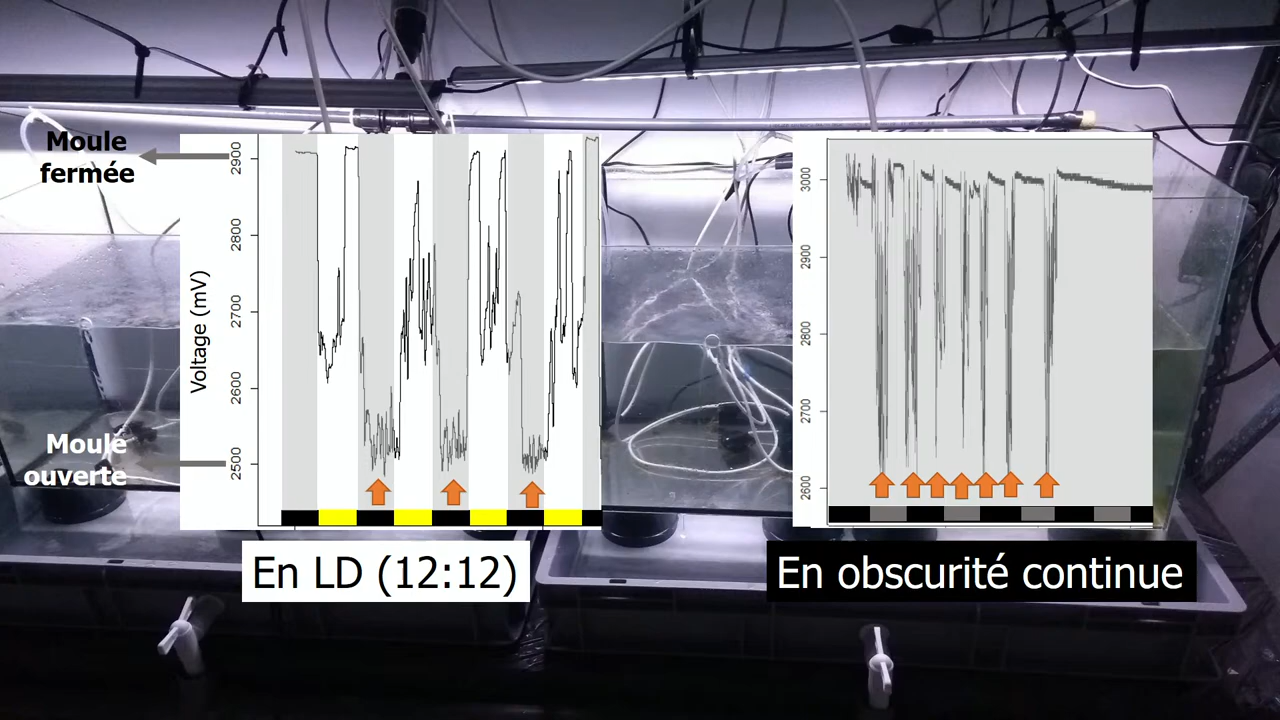 Moule
fermée
Moule
ouverte
Voltage (mV)
2900
2800
2700
2600
2500
3000
2900
2800
2700
2600
En LD (12:12)
En obscurité continue